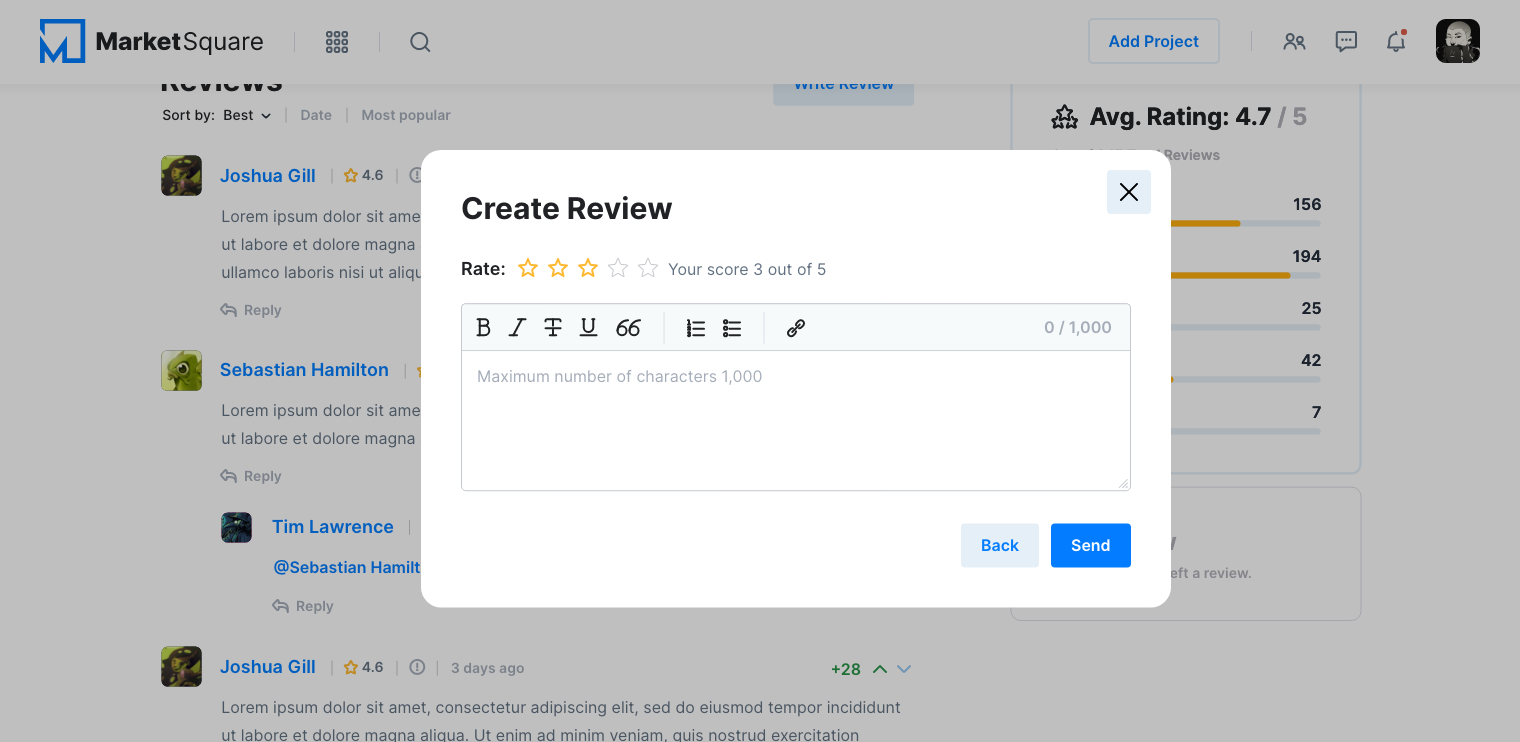 MarketSquare
Add Project
Reviews
Write Review
Sort by: Best
Date
Most popular
Avg. Rating: 4.7 / 5
Reviews
Joshua Gill
4.6
Lorem ipsum dolor sit
ut labore et dolore magna
ullamco laboris nisi ut
Reply
156
194
25
42
7
Create Review
Rate:
Your score 3 out of 5
B I T U 66
0 / 1,000
Maximum number of characters 1,000
Back
Send
Sebastian Hamilton
Lorem ipsum dolor sit
ut labore et dolore magna
Reply
Tim Lawrence
@Sebastian Hamilt
Reply
a review.
Joshua Gill
4.6
3 days ago
+28
Lorem ipsum dolor sit amet, consectetur adipiscing elit, sed do eiusmod tempor incididunt
ut labore et dolore magna aliqua. Ut enim ad minim veniam, quis nostrud exercitation